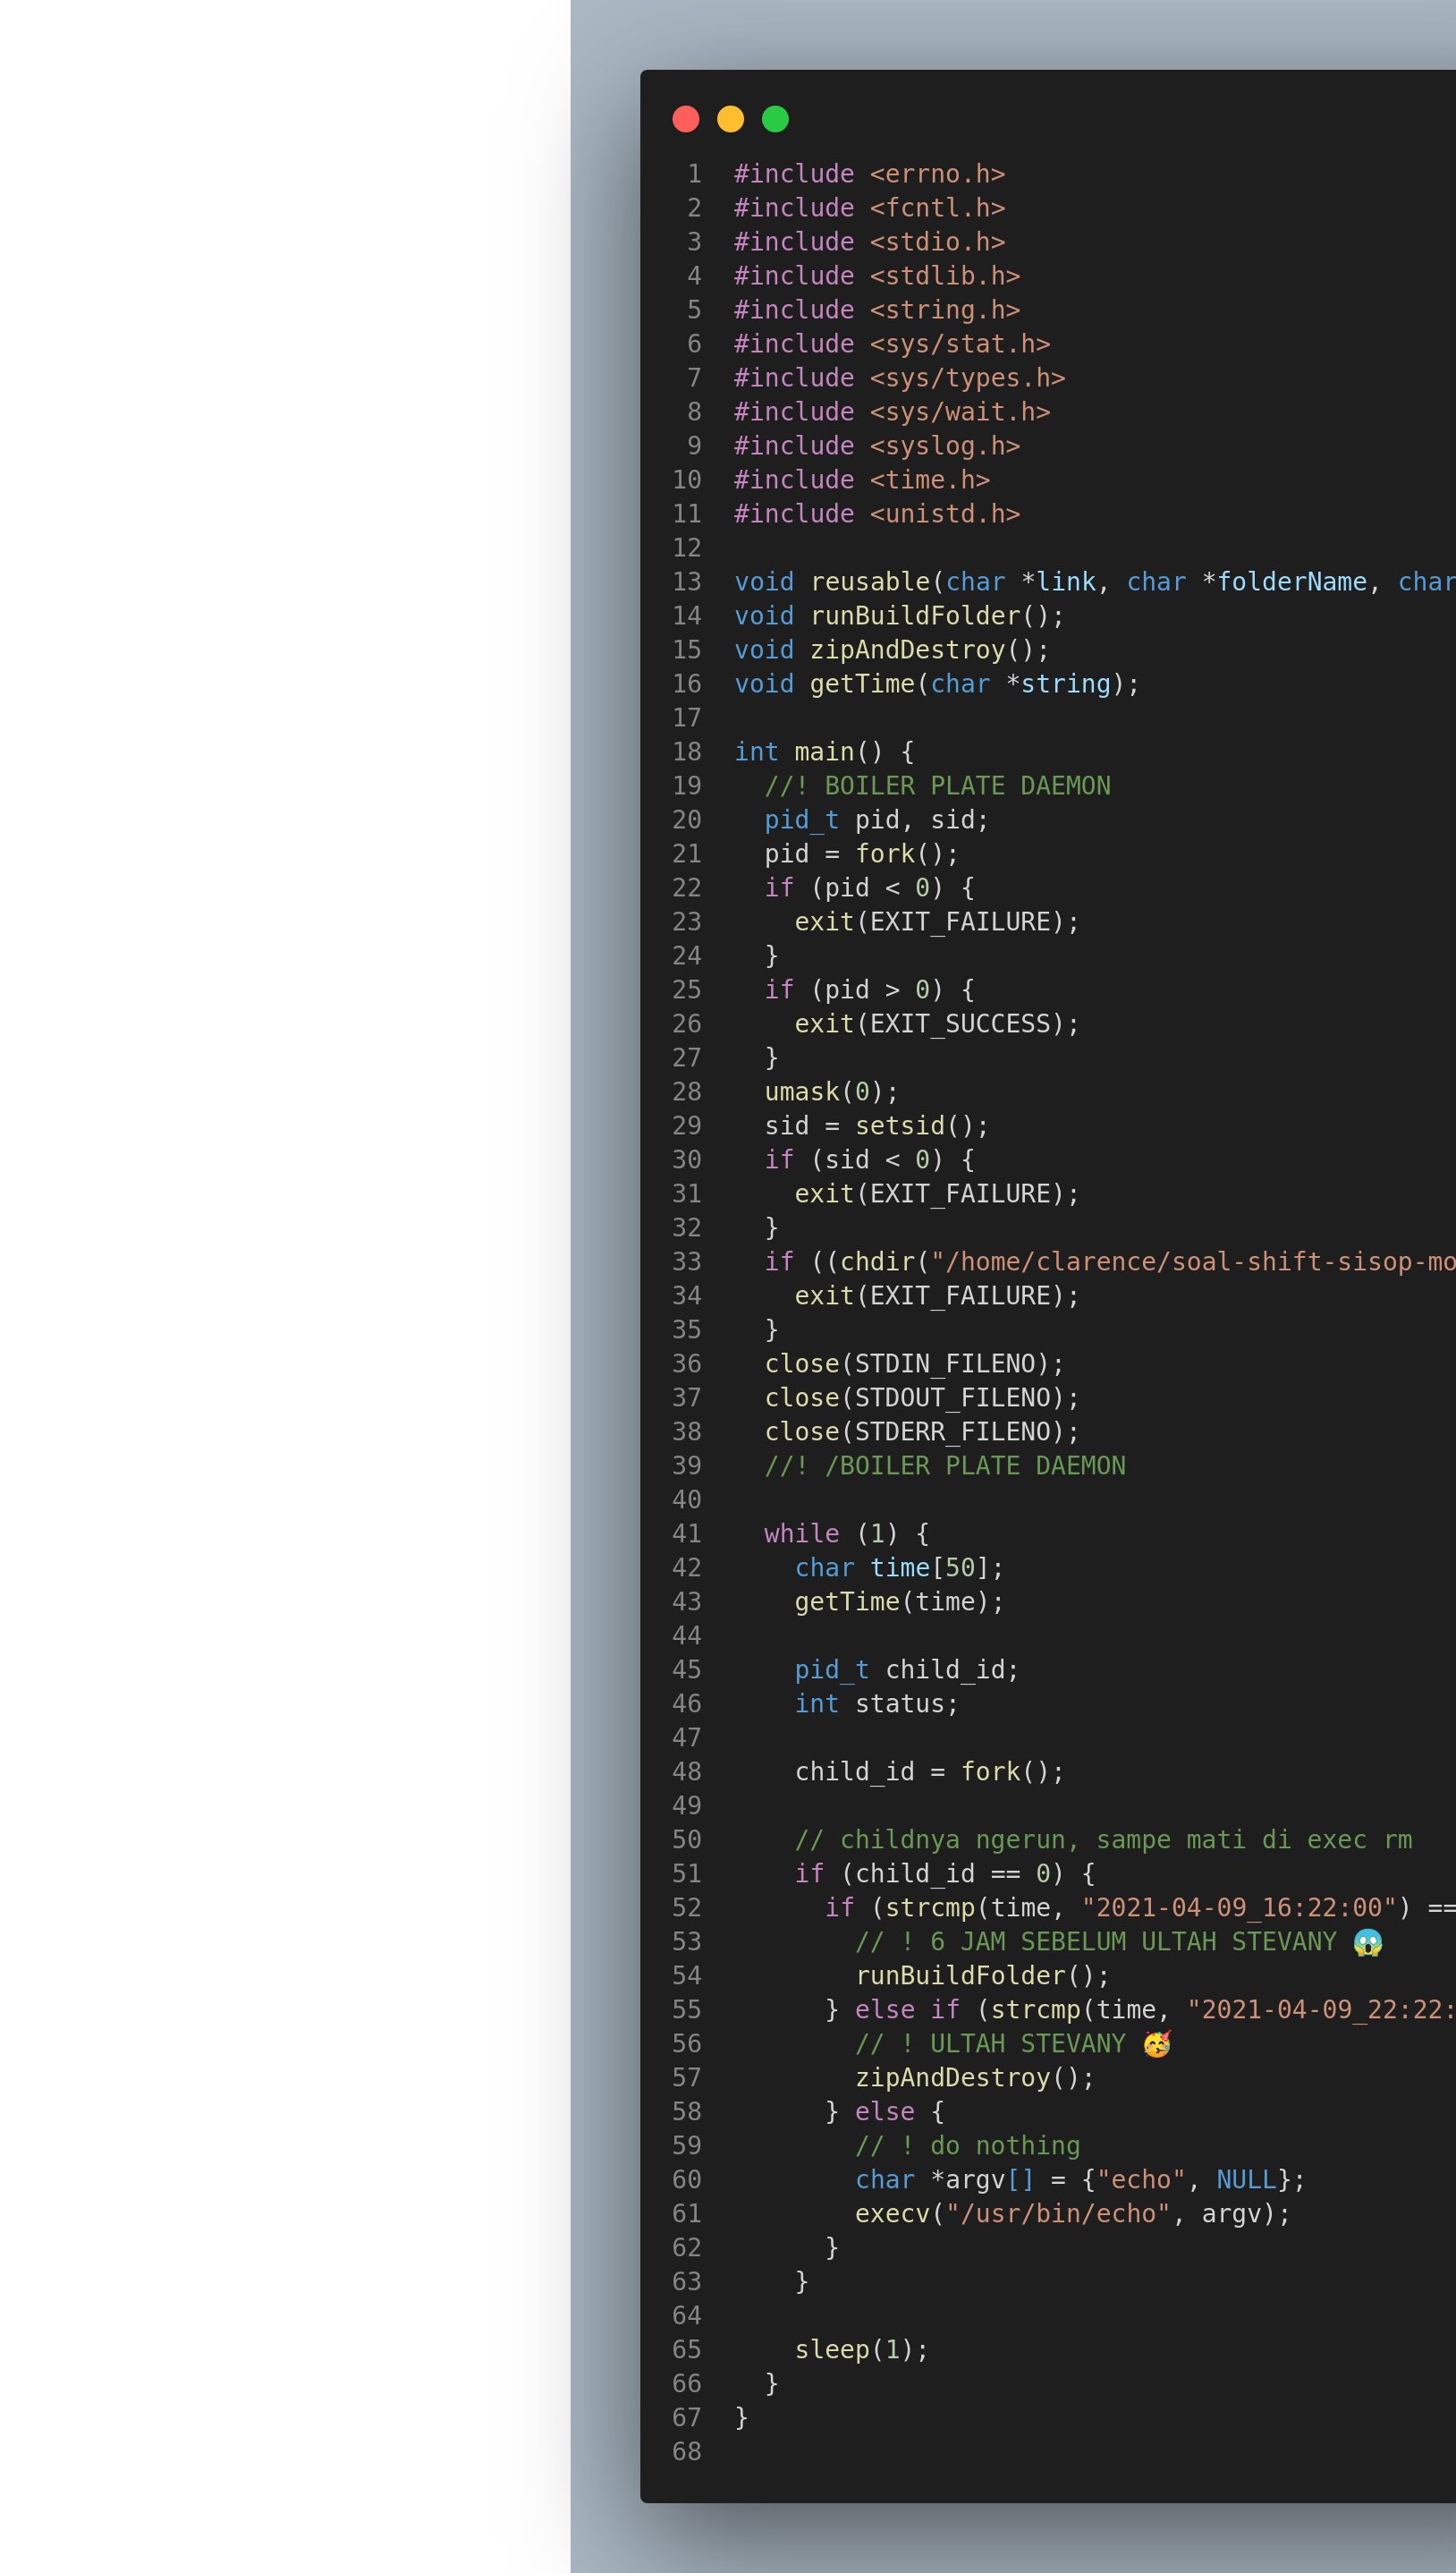 1 #include <errno.h>
2 #include <fcntl.h>
3 #include <stdio.h>
4 #include <stdlib.h>
5 #include <string.h>
6 #include <sys/stat.h>
7 #include <sys/types.h>
8 #include <sys/wait.h>
9 #include <syslog.h>
10 #include <time.h>
11 #include <unistd.h>
12
13 void reusable(char *link, char *folderName, char
14 void runBuildFolder();
15 void zipAndDestroy();
16 void getTime(char *string);
17
18 int main() {
19   //! BOILER PLATE DAEMON
20   pid_t pid, sid;
21   pid = fork();
22   if (pid < 0) {
23     exit(EXIT_FAILURE);
24   }
25   if (pid > 0) {
26     exit(EXIT_SUCCESS);
27   }
28   umask(0);
29   sid = setsid();
30   if (sid < 0) {
31     exit(EXIT_FAILURE);
32   }
33   if ((chdir("/home/clarence/soal-shift-sisop-mo
34     exit(EXIT_FAILURE);
35   }
36   close(STDIN_FILENO);
37   close(STDOUT_FILENO);
38   close(STDERR_FILENO);
39   //! /BOILER PLATE DAEMON
40
41   while (1) {
42     char time[50];
43     getTime(time);
44
45     pid_t child_id;
46     int status;
47
48     child_id = fork();
49
50     // childnya ngerun, sampe mati di exec rm
51     if (child_id == 0) {
52       if (strcmp(time, "2021-04-09_16:22:00") ==
53         // ! 6 JAM SEBELUM ULTAH STEVANY 😱
54         runBuildFolder();
55       } else if (strcmp(time, "2021-04-09_22:22:
56         // ! ULTAH STEVANY 🥳
57         zipAndDestroy();
58       } else {
59         // ! do nothing
60         char *argv[] = {"echo", NULL};
61         execv("/usr/bin/echo", argv);
62       }
63     }
64
65     sleep(1);
66   }
67 }
68